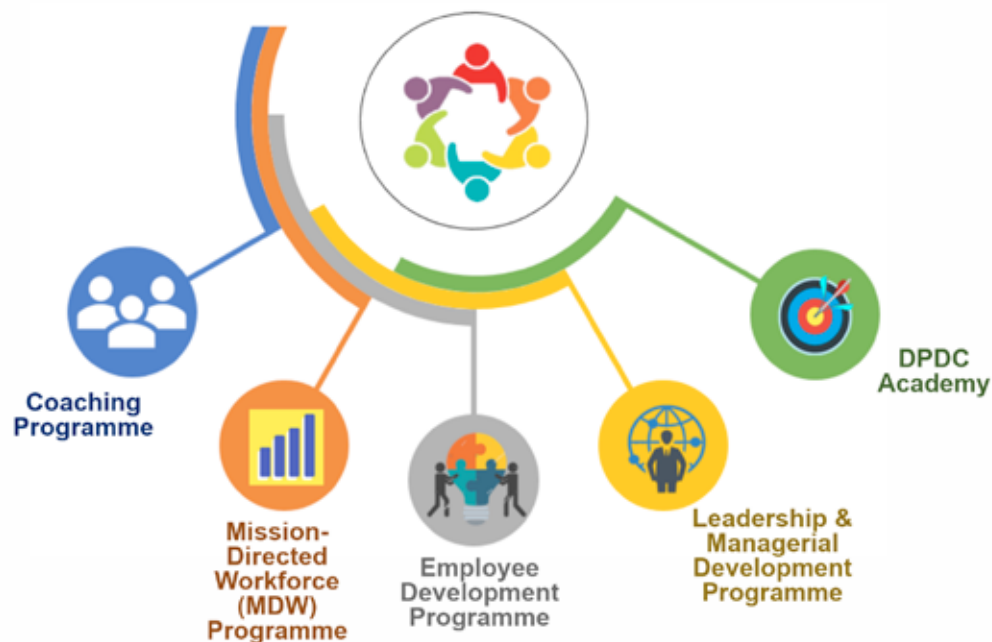 Coaching
Programme
Mission-
Directed
Workforce
(MDW)
Programme
Employee
Development
Programme
Leadership &
Managerial
Development
Programme
DPDC
Academy